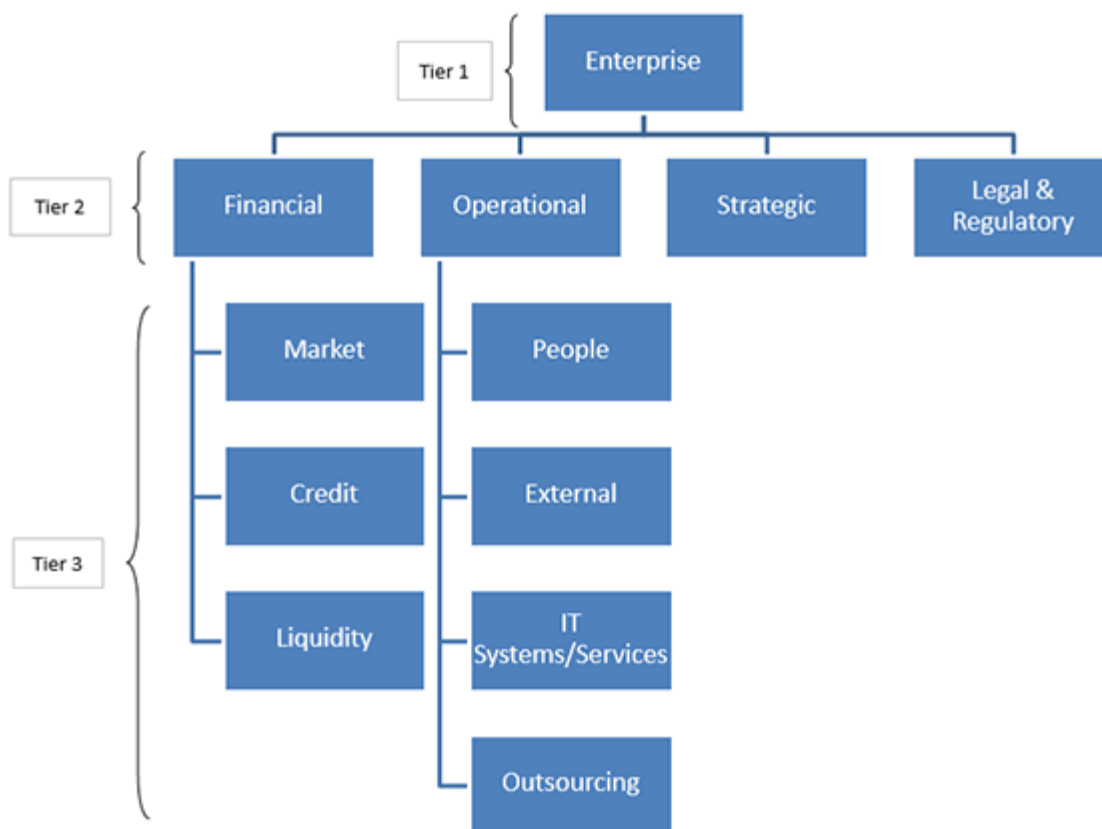 Tier 1
Enterprise
Tier 2
Financial
Operational
Strategic
Legal &
Regulatory
Tier 3
Market
People
Credit
External
Liquidity
IT
Systems/Services
Outsourcing